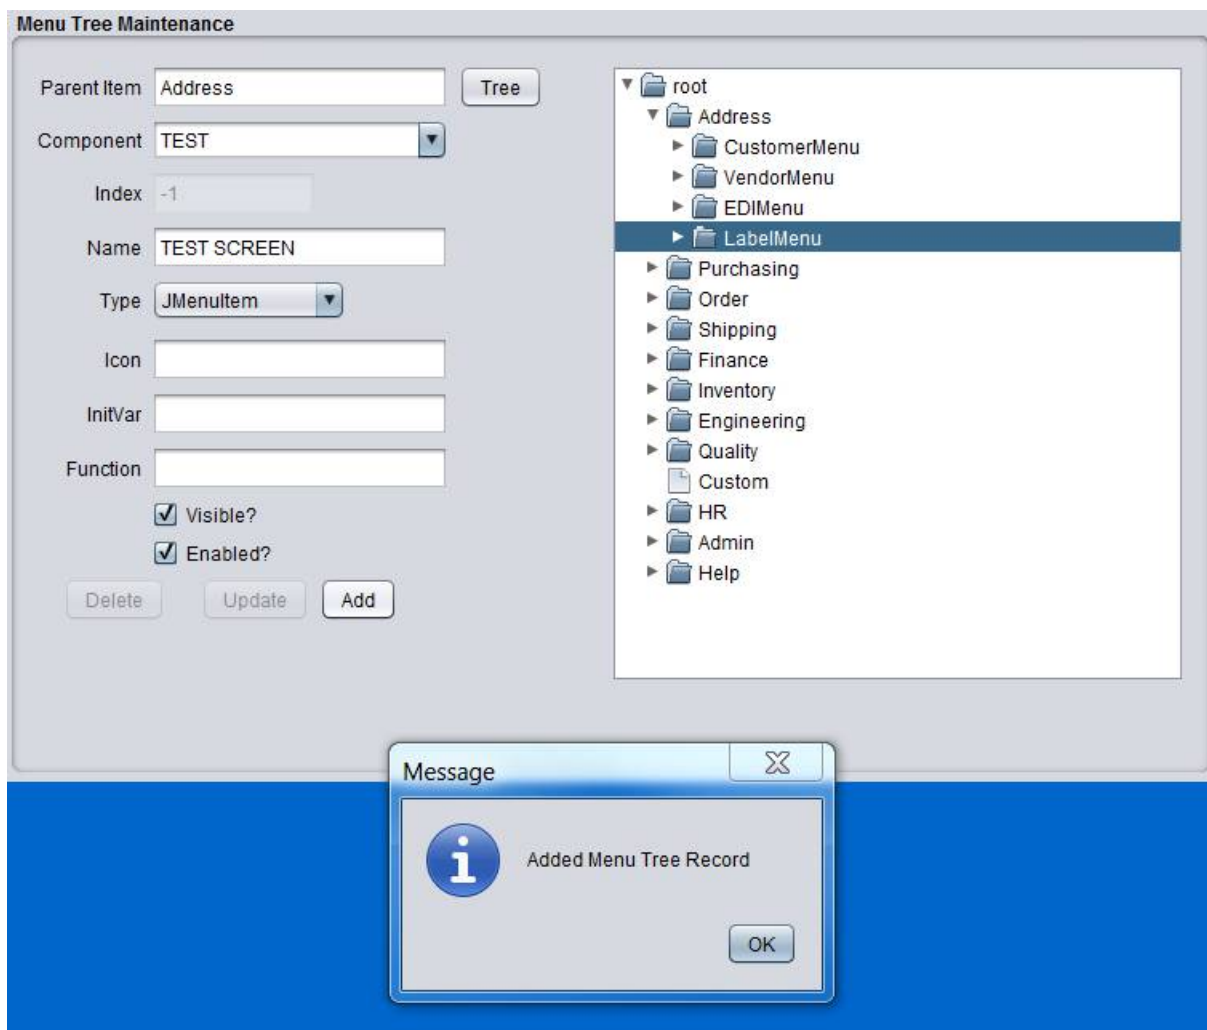 Menu Tree Maintenance
Parent Item Address Tree
Component TEST
Index -1
Name TEST SCREEN
Type JMenuItem
Icon
InitVar
Function
Visible?
Enabled?
Delete Update Add
root
Address
CustomerMenu
VendorMenu
EDIMenu
LabelMenu
Purchasing
Order
Shipping
Finance
Inventory
Engineering
Quality
Custom
HR
Admin
Help
Message
Added Menu Tree Record
OK